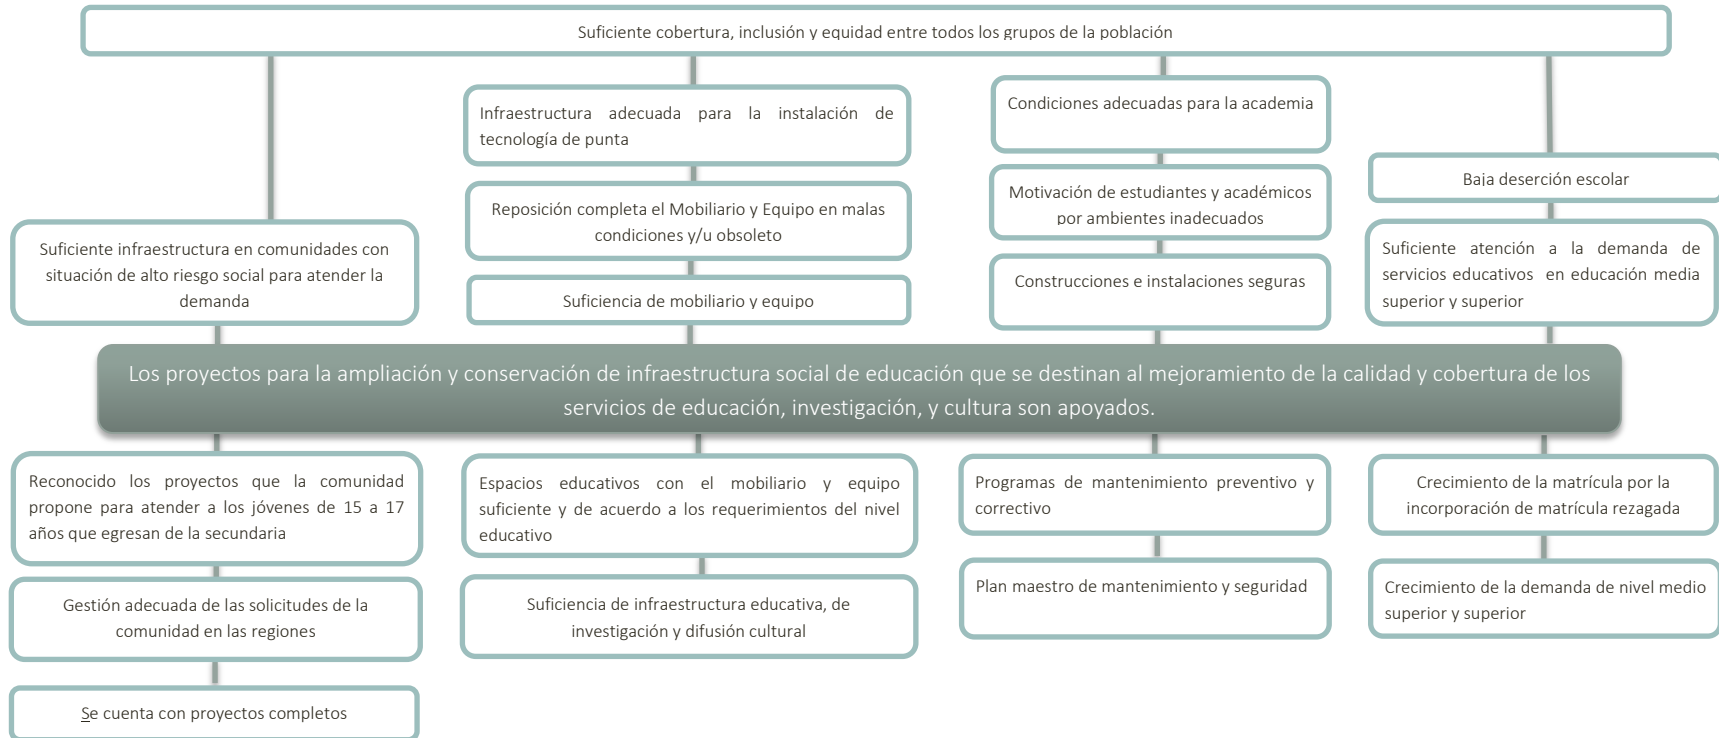 Suficiente cobertura, inclusión y equidad entre todos los grupos de la población
Infraestructura adecuada para la instalación de
tecnología de punta
Condiciones adecuadas para la academia
Baja deserción escolar
Motivación de estudiantes y académicos
por ambientes inadecuados
Reposición completa el Mobiliario y Equipo en malas
condiciones y/u obsoleto
Suficiente infraestructura en comunidades con
situación de alto riesgo social para atender la
demanda
Suficiente atención a la demanda de
servicios educativos en educación media
superior y superior
Suficiencia de mobiliario y equipo
Construcciones e instalaciones seguras
Los proyectos para la ampliación y conservación de infraestructura social de educación que se destinan al mejoramiento de la calidad y cobertura de los
servicios de educación, investigación, y cultura son apoyados.
Reconocido los proyectos que la comunidad
propone para atender a los jóvenes de 15 a 17
años que egresan de la secundaria
Espacios educativos con el mobiliario y equipo
suficiente y de acuerdo a los requerimientos del nivel
educativo
Programas de mantenimiento preventivo y
correctivo
Crecimiento de la matrícula por la
incorporación de matrícula rezagada
Gestión adecuada de las solicitudes de la
comunidad en las regiones
Suficiencia de infraestructura educativa, de
investigación y difusión cultural
Plan maestro de mantenimiento y seguridad
Crecimiento de la demanda de nivel medio
superior y superior
Se cuenta con proyectos completos